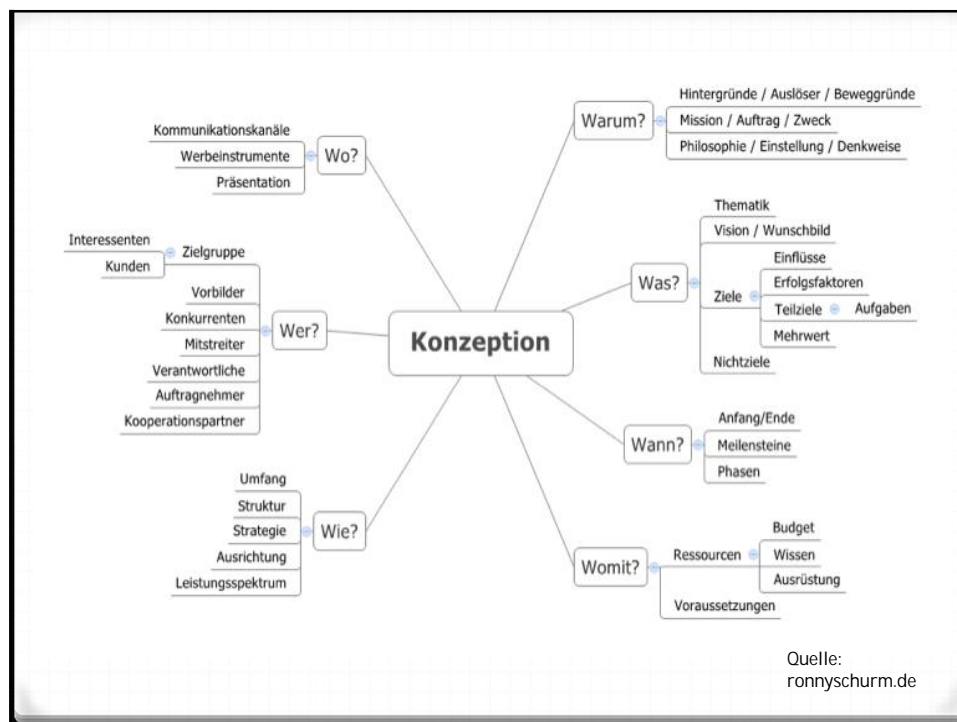 Konzeption
Warum?
Hintergründe / Auslöser / Beweggründe
Mission / Auftrag / Zweck
Philosophie / Einstellung / Denkweise
Was?
Thematik
Vision / Wunschbild
Ziele
Einflüsse
Erfolgsfaktoren
Teilziele
Aufgaben
Mehrwert
Nichtziele
Wann?
Anfang/Ende
Meilensteine
Phasen
Womit?
Ressourcen
Budget
Wissen
Ausrüstung
Voraussetzungen
Wo?
Kommunikationskanäle
Werbeinstrumente
Präsentation
Wer?
Zielgruppe
Interessenten
Kunden
Vorbilder
Konkurrenten
Mitstreiter
Verantwortliche
Auftragnehmer
Kooperationspartner
Wie?
Umfang
Struktur
Strategie
Ausrichtung
Leistungsspektrum
Quelle:
ronnyschurm.de